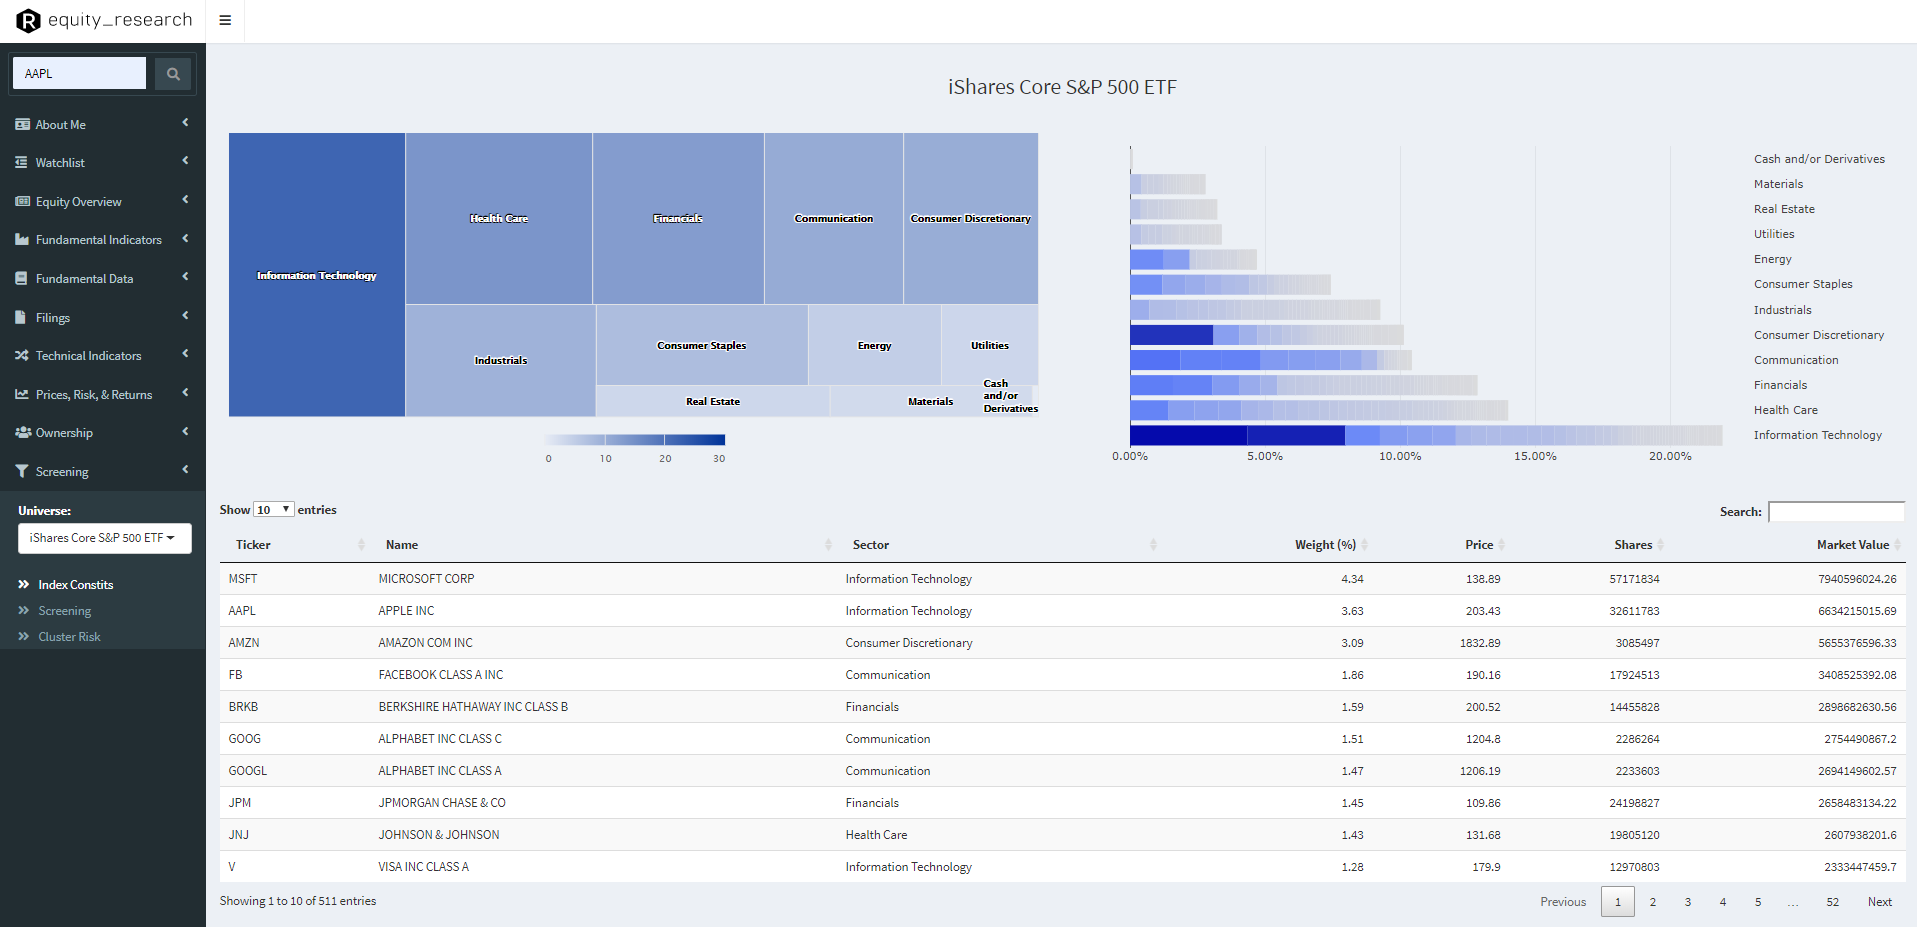 R equity_research
AAPL
About Me
Watchlist
Equity Overview
Fundamental Indicators
Fundamental Data
Filings
Technical Indicators
Prices, Risk, & Returns
Ownership
Screening
Universe:
iShares Core S&P 500 ETF
Index Constits
Screening
Cluster Risk
iShares Core S&P 500 ETF
Information Technology
Health Care
Financials
Communication
Consumer Discretionary
Industrials
Consumer Staples
Energy
Utilities
Real Estate
Materials
Cash
and/or
Derivatives
0 10 20 30
Cash and/or Derivatives
Materials
Real Estate
Utilities
Energy
Consumer Staples
Industrials
Consumer Discretionary
Communication
Financials
Health Care
Information Technology
0.00% 5.00% 10.00% 15.00% 20.00%
Show 10 entries
Search:
Ticker Name Sector Weight (%) Price Shares Market Value
MSFT MICROSOFT CORP Information Technology 4.34 138.89 57171834 7940596024.26
AAPL APPLE INC Information Technology 3.63 203.43 32611783 6634215015.69
AMZN AMAZON COM INC Consumer Discretionary 3.09 1832.89 3085497 5655376596.33
FB FACEBOOK CLASS A INC Communication 1.86 190.16 17924513 3408525392.08
BRKB BERKSHIRE HATHAWAY INC CLASS B Financials 1.59 200.52 14455828 2898682630.56
GOOG ALPHABET INC CLASS C Communication 1.51 1204.8 2286264 2754490867.2
GOOGL ALPHABET INC CLASS A Communication 1.47 1206.19 2233603 2694149602.57
JPM JPMORGAN CHASE & CO Financials 1.45 109.86 24198827 2658483134.22
JNJ JOHNSON & JOHNSON Health Care 1.43 131.68 19805120 2607938201.6
V VISA INC CLASS A Information Technology 1.28 179.9 12970803 2333447459.7
Showing 1 to 10 of 511 entries
Previous 1 2 3 4 5 … 52 Next